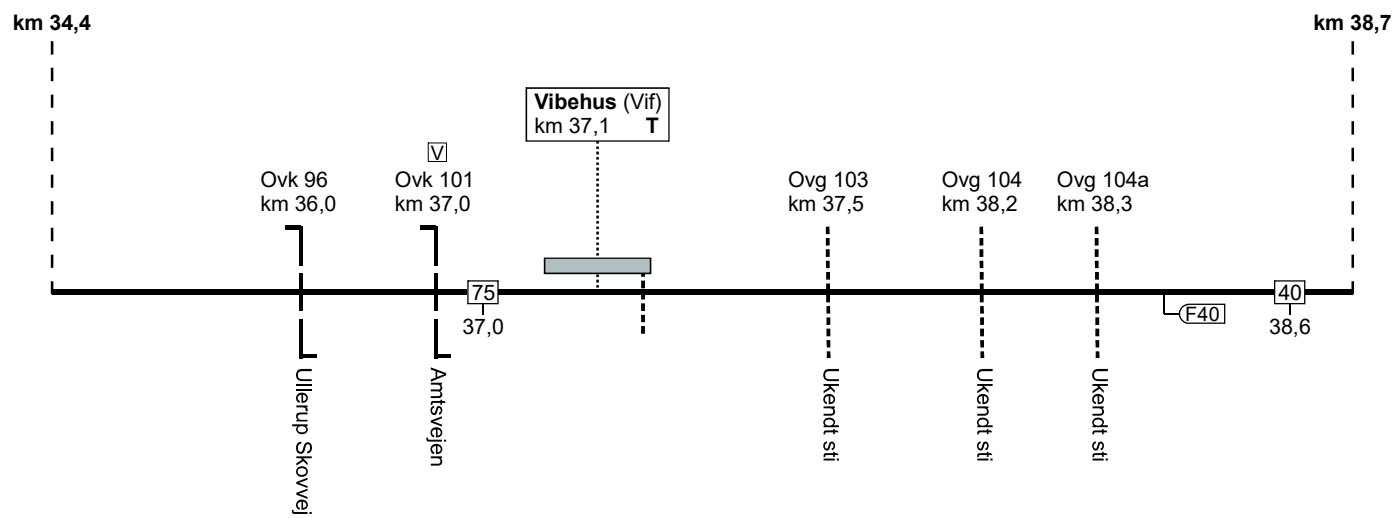 km 34,4
km 38,7
Vibehus (Vif)
km 37,1 T
V
Ovk 96
km 36,0
Ovk 101
km 37,0
Ovg 103
km 37,5
Ovg 104
km 38,2
Ovg 104a
km 38,3
75
37,0
F40
40
38,6
Ullerup Skovvej
Amtsvejen
Ukendt sti
Ukendt sti
Ukendt sti